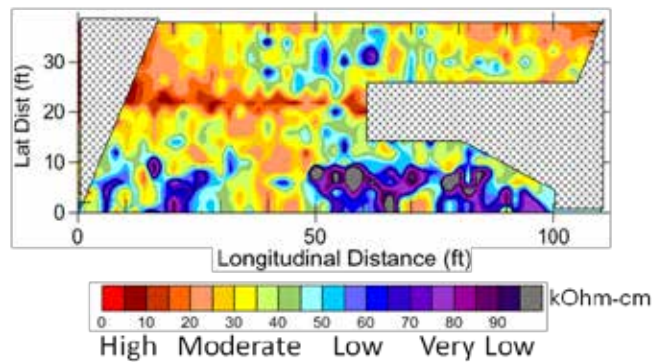 30
Lat Dist (ft)
20
10
0
0 50 100
Longitudinal Distance (ft)
kOhm-cm
0 10 20 30 40 50 60 70 80 90
High Moderate Low Very Low